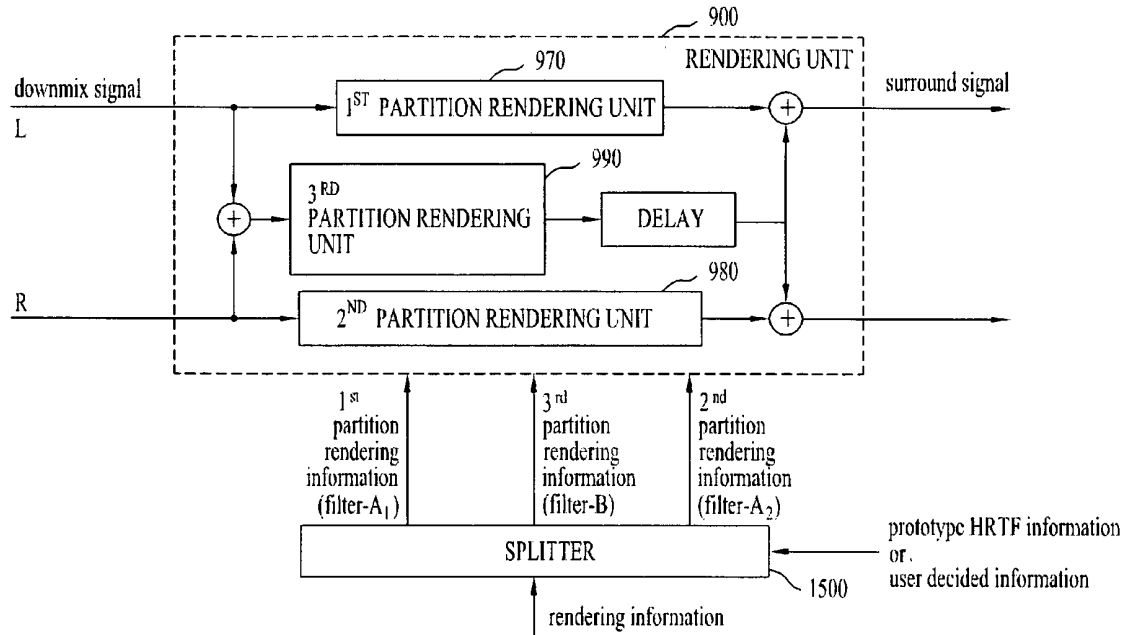 900
RENDERING UNIT
970
downmix signal
1ST PARTITION RENDERING UNIT
+
surround signal
L
990
3RD
PARTITION RENDERING
UNIT
+
DELAY
980
R
2ND PARTITION RENDERING UNIT
+
1st
partition
rendering
information
(filter-A1)
3rd
partition
rendering
information
(filter-B)
2nd
partition
rendering
information
(filter-A2)
SPLITTER
prototype HRTF information
or
user decided information
1500
rendering information